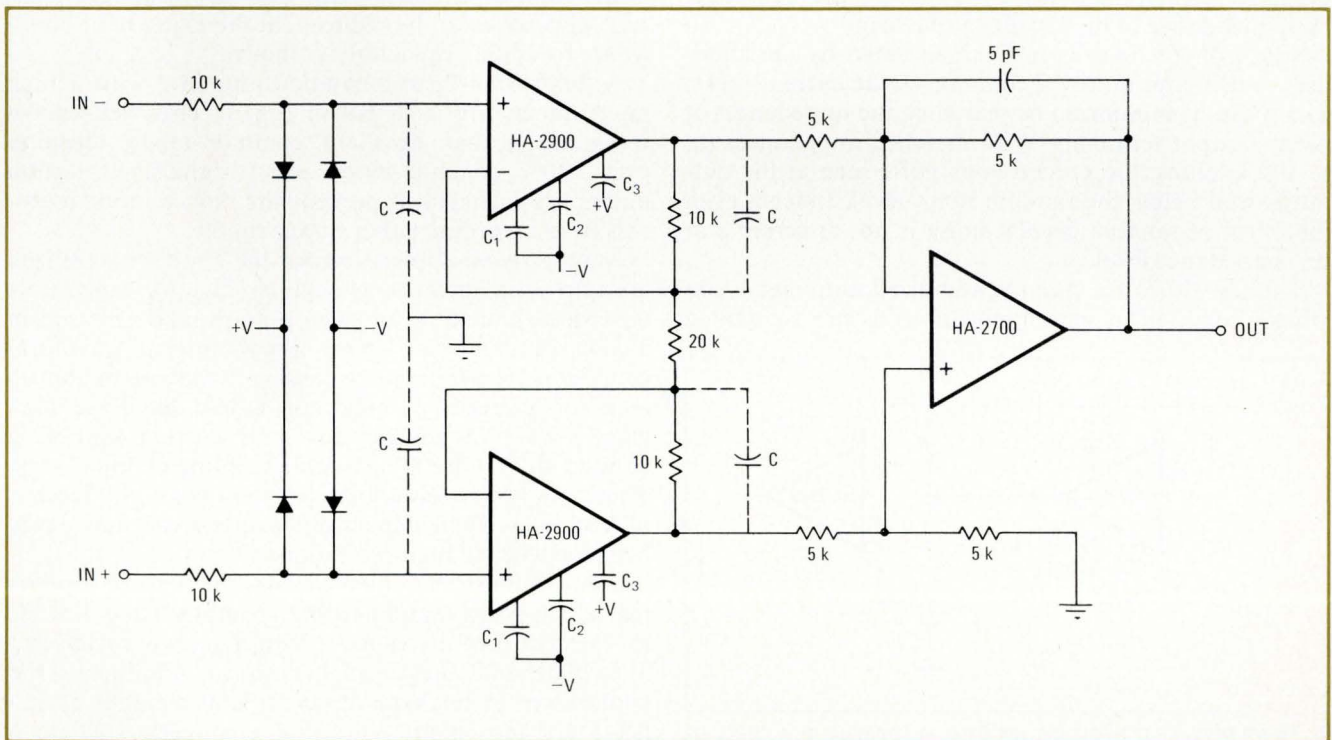 5 pF
10 k
IN −
+
5 k
5 k
HA-2900
−
C
C3
+V
C1
C2
10 k
C
−V
+V
−V
20 k
HA-2700
OUT
+
C
10 k
C
−
HA-2900
5 k
5 k
IN +
+
10 k
C3
+V
C1
C2
−V